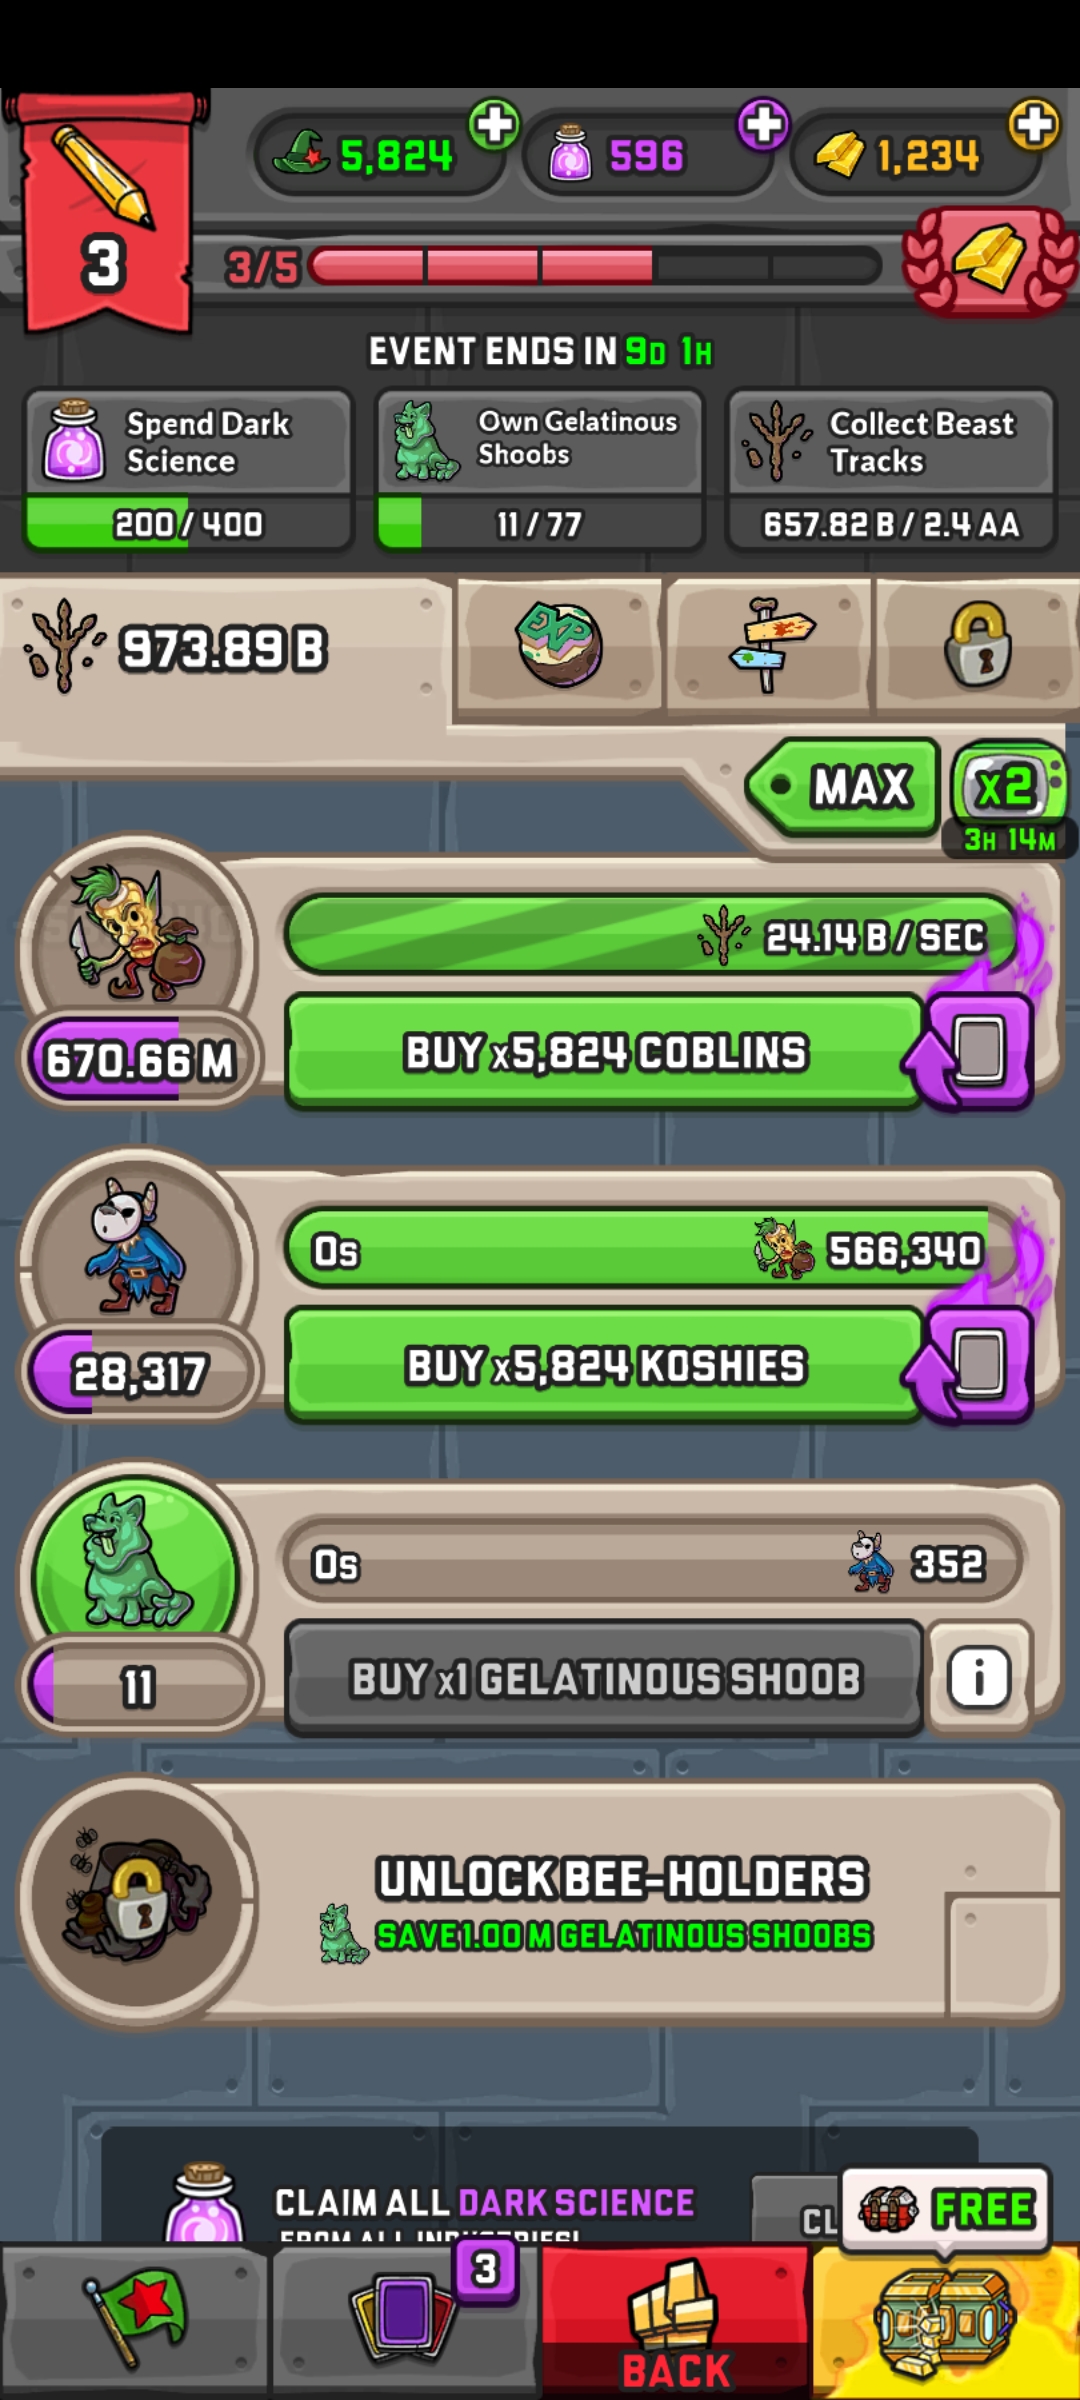 5,824
596
1,234
3
3/5
EVENT ENDS IN 9D 1H
Spend Dark
Science
200 / 400
Own Gelatinous
Shoobs
11 / 77
Collect Beast
Tracks
657.82 B / 2.4 AA
973.89 B
EXP
MAX
x2
3H 14M
24.14 B / SEC
670.66 M
BUY x5,824 COBLINS
0s
566,340
28,317
BUY x5,824 KOSHIES
0s
352
11
BUY x1 GELATINOUS SHOOB
i
UNLOCK BEE-HOLDERS
SAVE 1.00 M GELATINOUS SHOOBS
CLAIM ALL DARK SCIENCE
FROM ALL INDUSTRIES!
CL
FREE
3
BACK